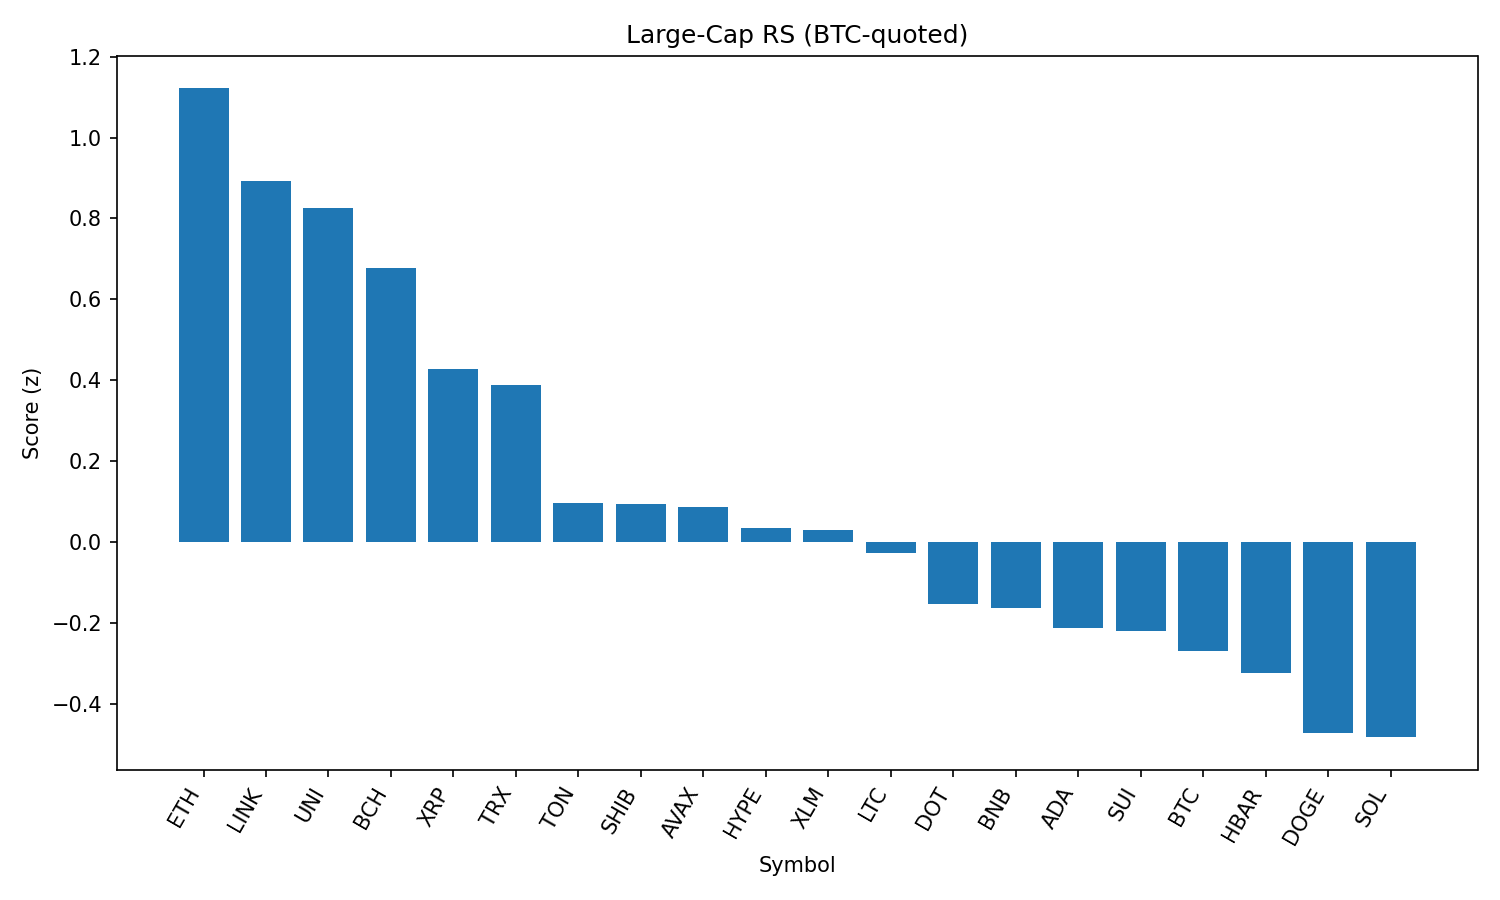 Large-Cap RS (BTC-quoted)
1.2
1.0
0.8
0.6
0.4
0.2
0.0
−0.2
−0.4
Score (z)
ETH
LINK
UNI
BCH
XRP
TRX
TON
SHIB
AVAX
HYPE
XLM
LTC
DOT
BNB
ADA
SUI
BTC
HBAR
DOGE
SOL
Symbol